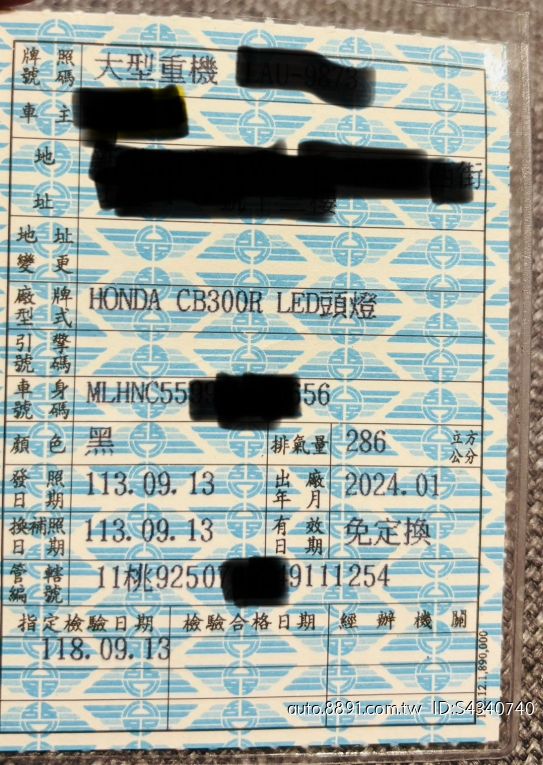 牌照號碼 大型重機
車主
地址
街
地址變更
廠牌型式 HONDA CB300R LED頭燈
引擎號碼
車身號碼 MLHNC55 656
顏色 黑 排氣量 286 立方公分
發照日期 113.09.13 出廠年月 2024.01
換補照日期 113.09.13 有效日期 免定換
管轄編號 11桃92507 9111254
指定檢驗日期 檢驗合格日期 經辦機關
118.09.13
auto.8891.com.tw ID:S4340740